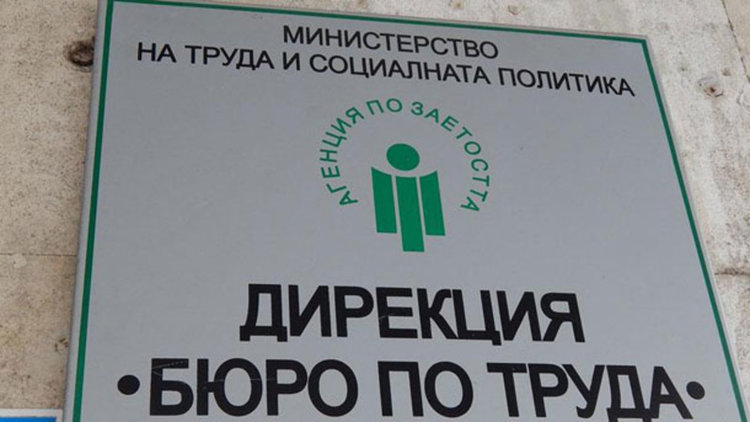 МИНИСТЕРСТВО
НА ТРУДА И СОЦИАЛНАТА ПОЛИТИКА
АГЕНЦИЯ ПО ЗАЕТОСТТА
ДИРЕКЦИЯ
•БЮРО ПО ТРУДА•